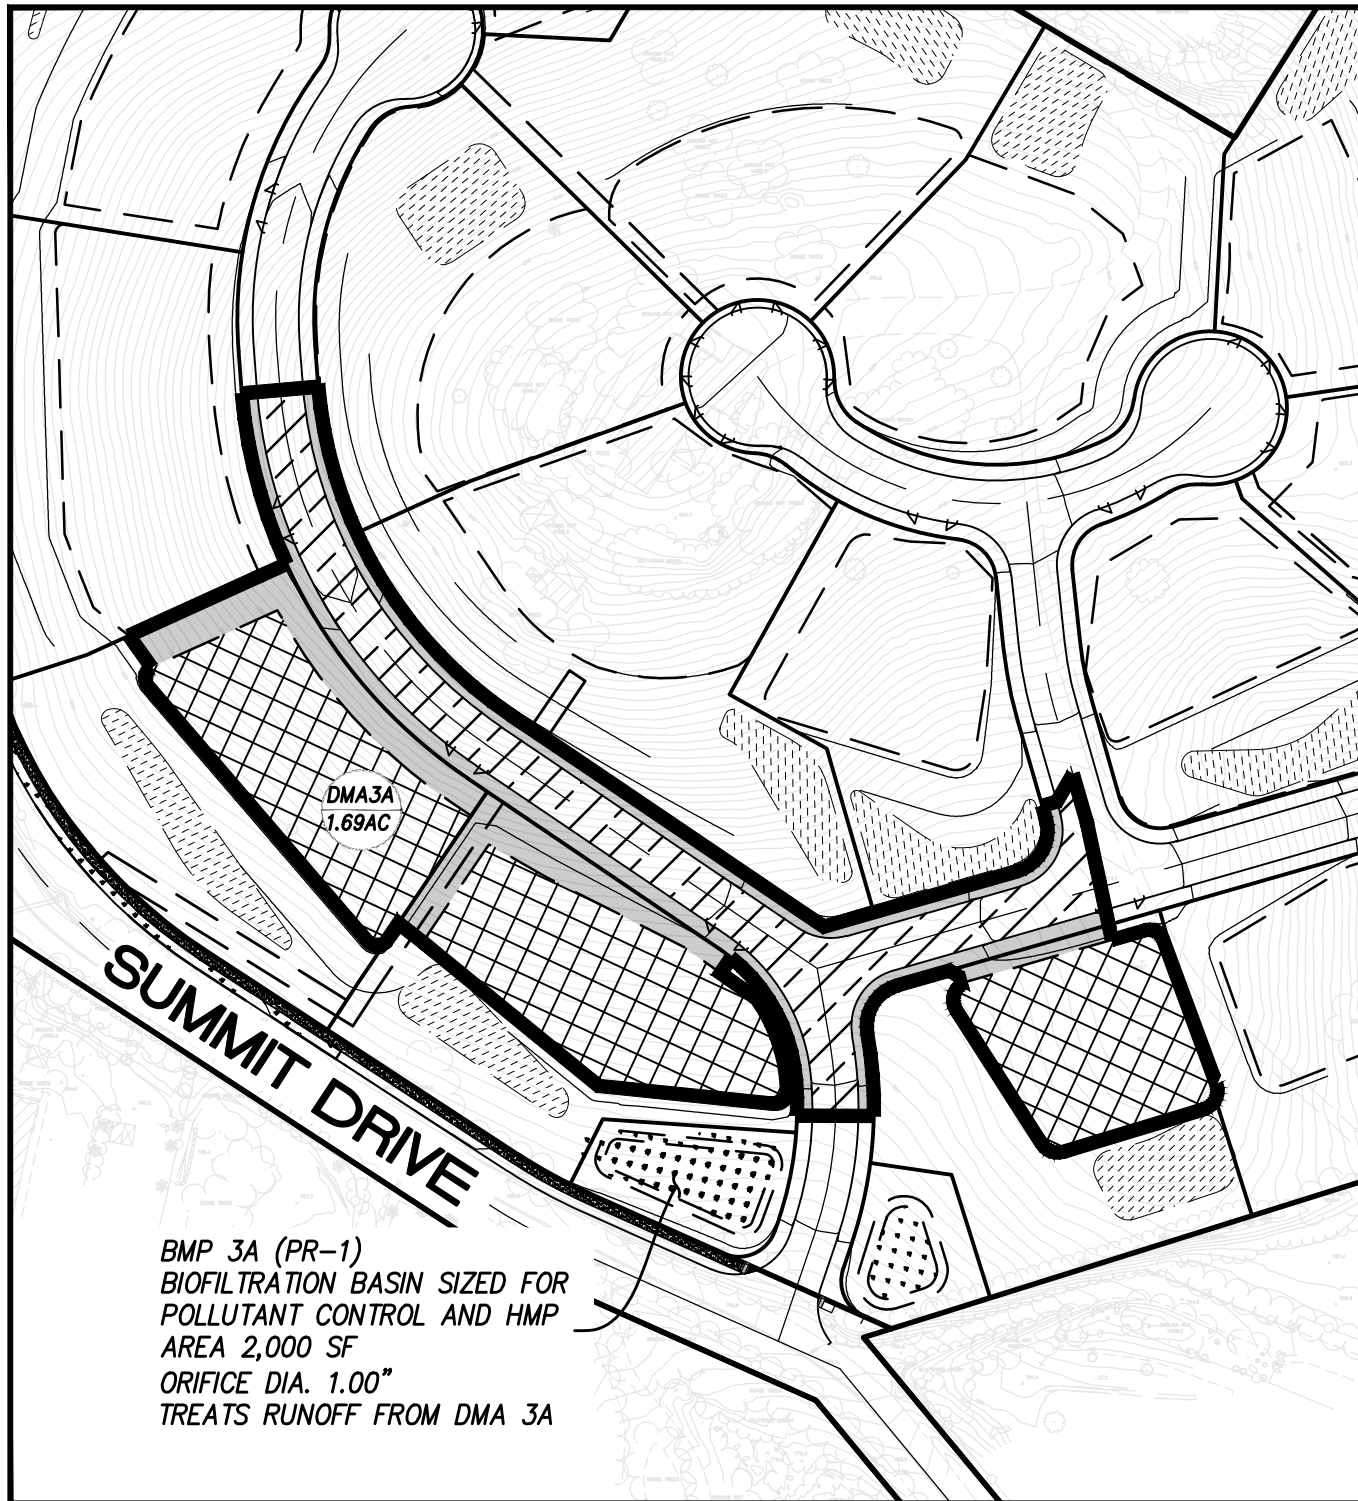 DMA3A
1.69AC
SUMMIT DRIVE
BMP 3A (PR-1)
BIOFILTRATION BASIN SIZED FOR
POLLUTANT CONTROL AND HMP
AREA 2,000 SF
ORIFICE DIA. 1.00"
TREATS RUNOFF FROM DMA 3A